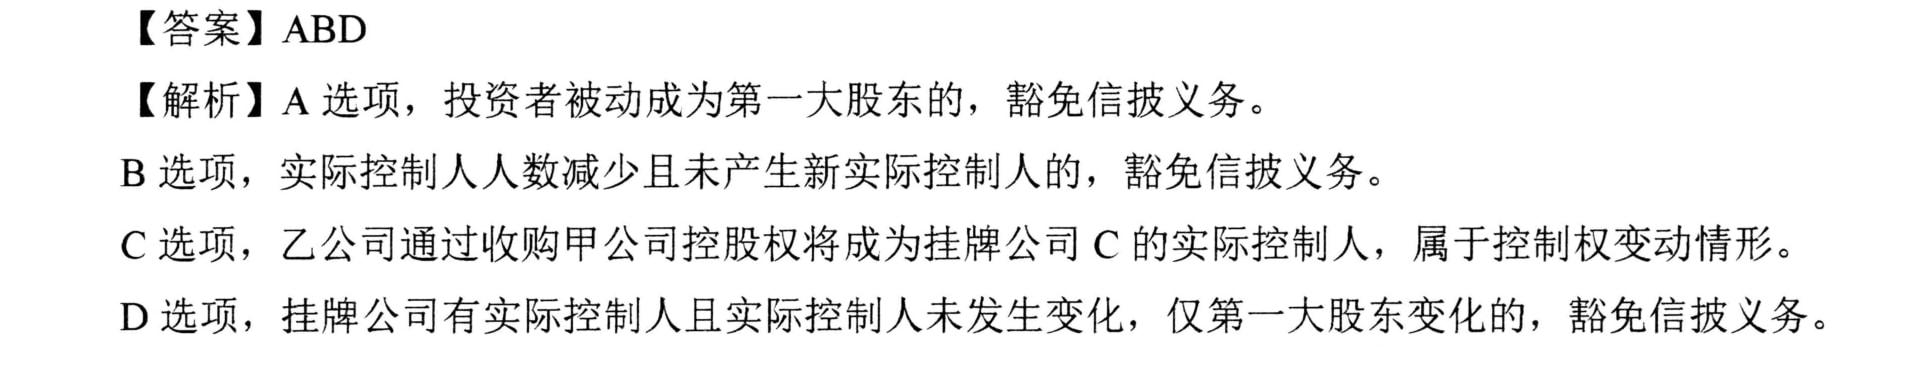 【答案】ABD
【解析】A 选项，投资者被动成为第一大股东的，豁免信披义务。
B 选项，实际控制人人数减少且未产生新实际控制人的，豁免信披义务。
C 选项，乙公司通过收购甲公司控股权将成为挂牌公司 C 的实际控制人，属于控制权变动情形。
D 选项，挂牌公司有实际控制人且实际控制人未发生变化，仅第一大股东变化的，豁免信披义务。